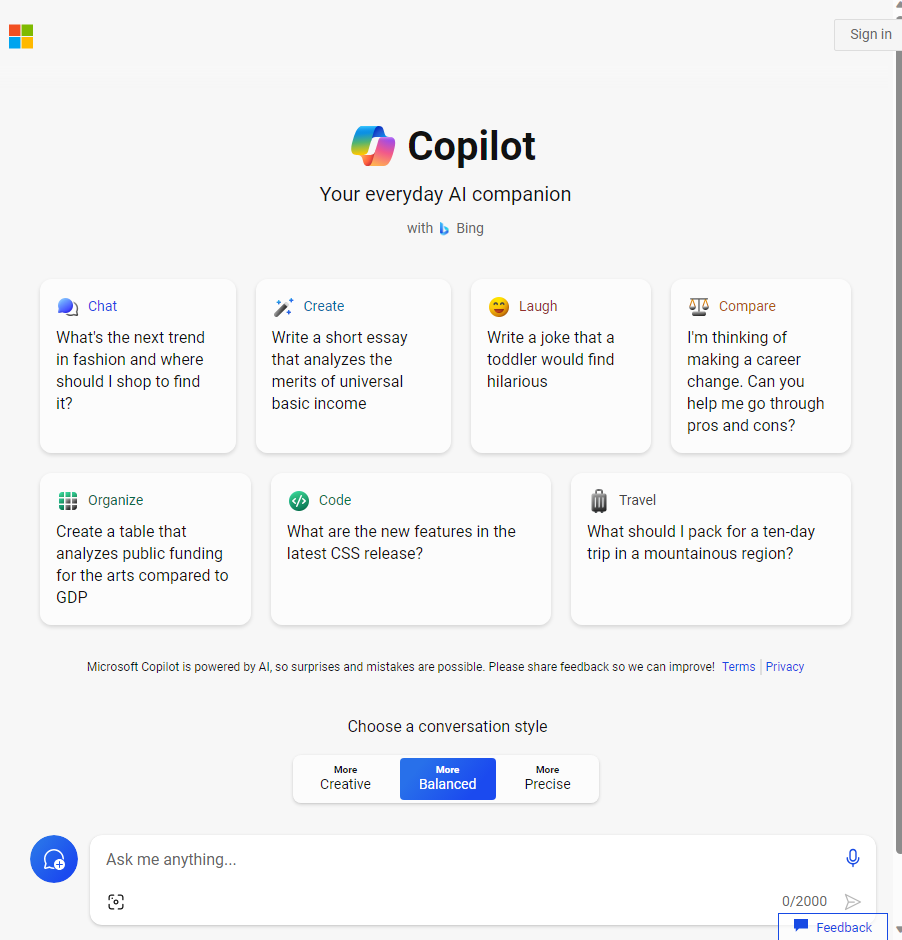 Sign in
Copilot
Your everyday AI companion
with Bing
Chat
What's the next trend
in fashion and where
should I shop to find
it?
Create
Write a short essay
that analyzes the
merits of universal
basic income
Laugh
Write a joke that a
toddler would find
hilarious
Compare
I'm thinking of
making a career
change. Can you
help me go through
pros and cons?
Organize
Create a table that
analyzes public funding
for the arts compared to
GDP
Code
What are the new features in the
latest CSS release?
Travel
What should I pack for a ten-day
trip in a mountainous region?
Microsoft Copilot is powered by AI, so surprises and mistakes are possible. Please share feedback so we can improve! Terms | Privacy
Choose a conversation style
More
Creative
More
Balanced
More
Precise
Ask me anything...
0/2000
Feedback